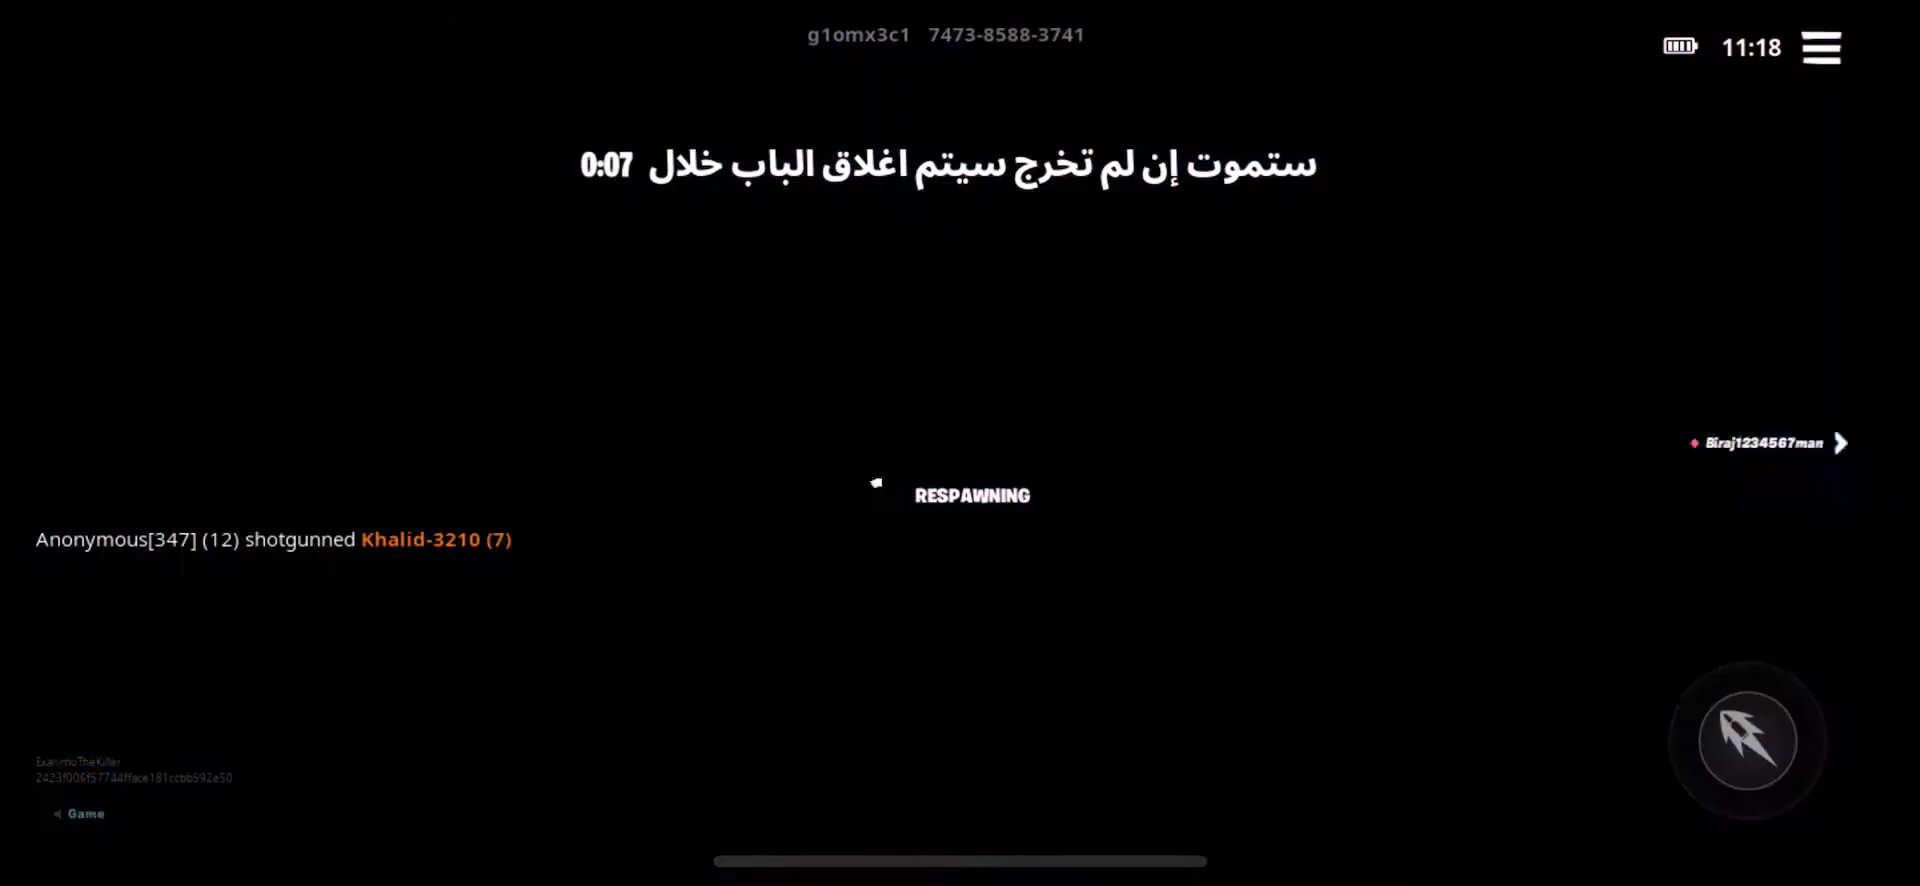 g1omx3c1 7473-8588-3741
11:18
ستموت إن لم تخرج سيتم اغلاق الباب خلال 0:07
Biraj1234567man
RESPAWNING
Anonymous[347] (12) shotgunned Khalid-3210 (7)
2423f006f57744fface181ccbb592e50
Game